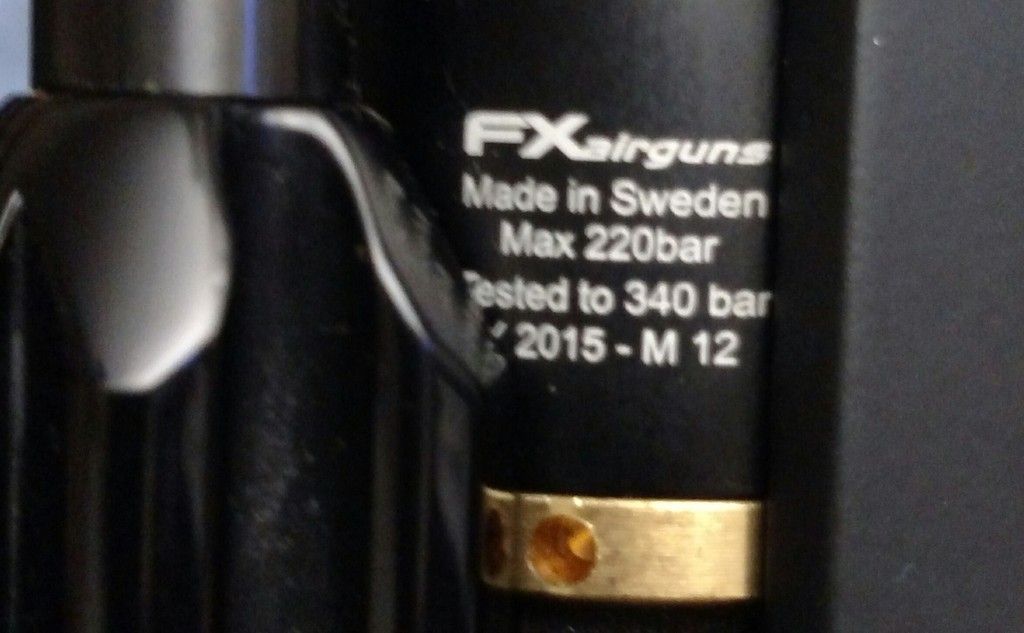 FXairguns
Made in Sweden
Max 220bar
Tested to 340 bar
Y 2015 - M 12